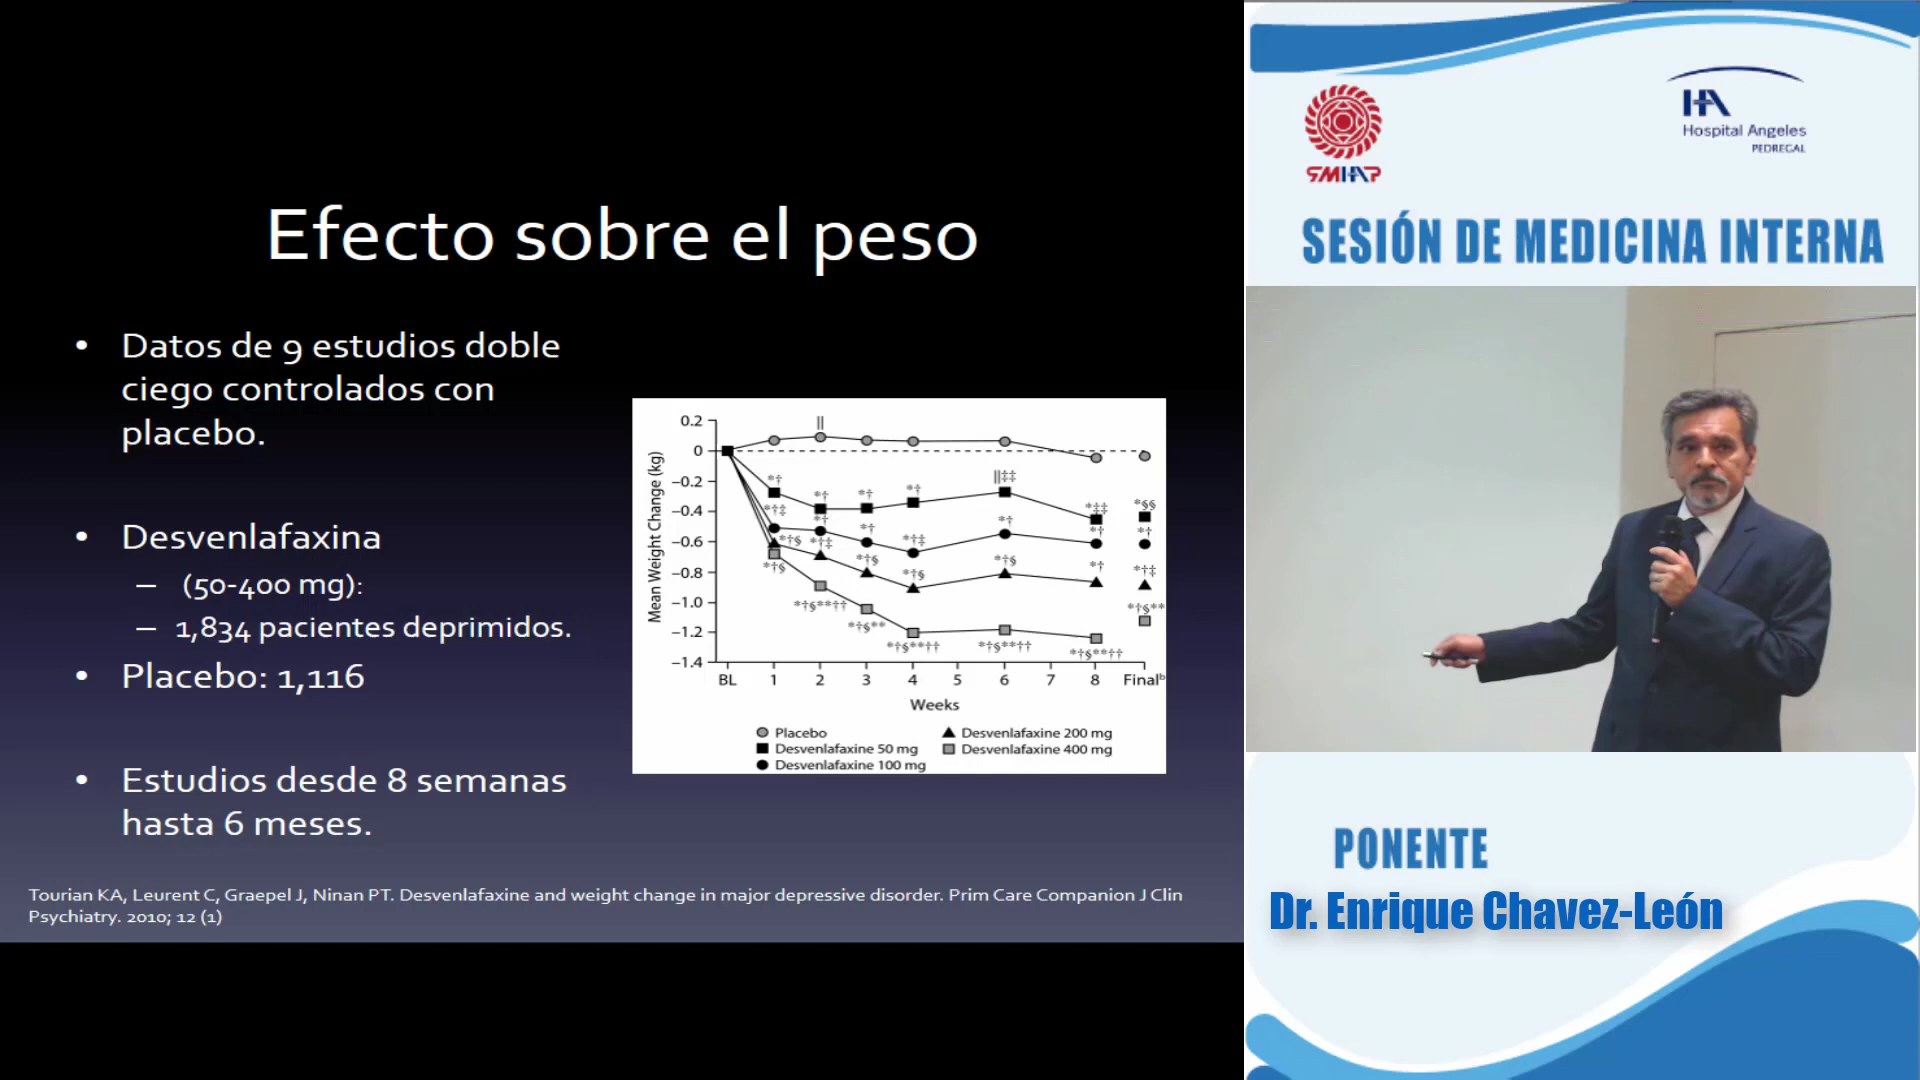 Efecto sobre el peso
• Datos de 9 estudios doble
ciego controlados con
placebo.
• Desvenlafaxina
– (50-400 mg):
– 1,834 pacientes deprimidos.
• Placebo: 1,116
• Estudios desde 8 semanas
hasta 6 meses.
Mean Weight Change (kg)
0.2
0
−0.2
−0.4
−0.6
−0.8
−1.0
−1.2
−1.4
BL 1 2 3 4 5 6 7 8 Finalᵇ
Weeks
Placebo
Desvenlafaxine 50 mg
Desvenlafaxine 100 mg
Desvenlafaxine 200 mg
Desvenlafaxine 400 mg
Tourian KA, Leurent C, Graepel J, Ninan PT. Desvenlafaxine and weight change in major depressive disorder. Prim Care Companion J Clin
Psychiatry. 2010; 12 (1)
SMHAP
HA
Hospital Angeles
PEDREGAL
SESIÓN DE MEDICINA INTERNA
PONENTE
Dr. Enrique Chavez-León